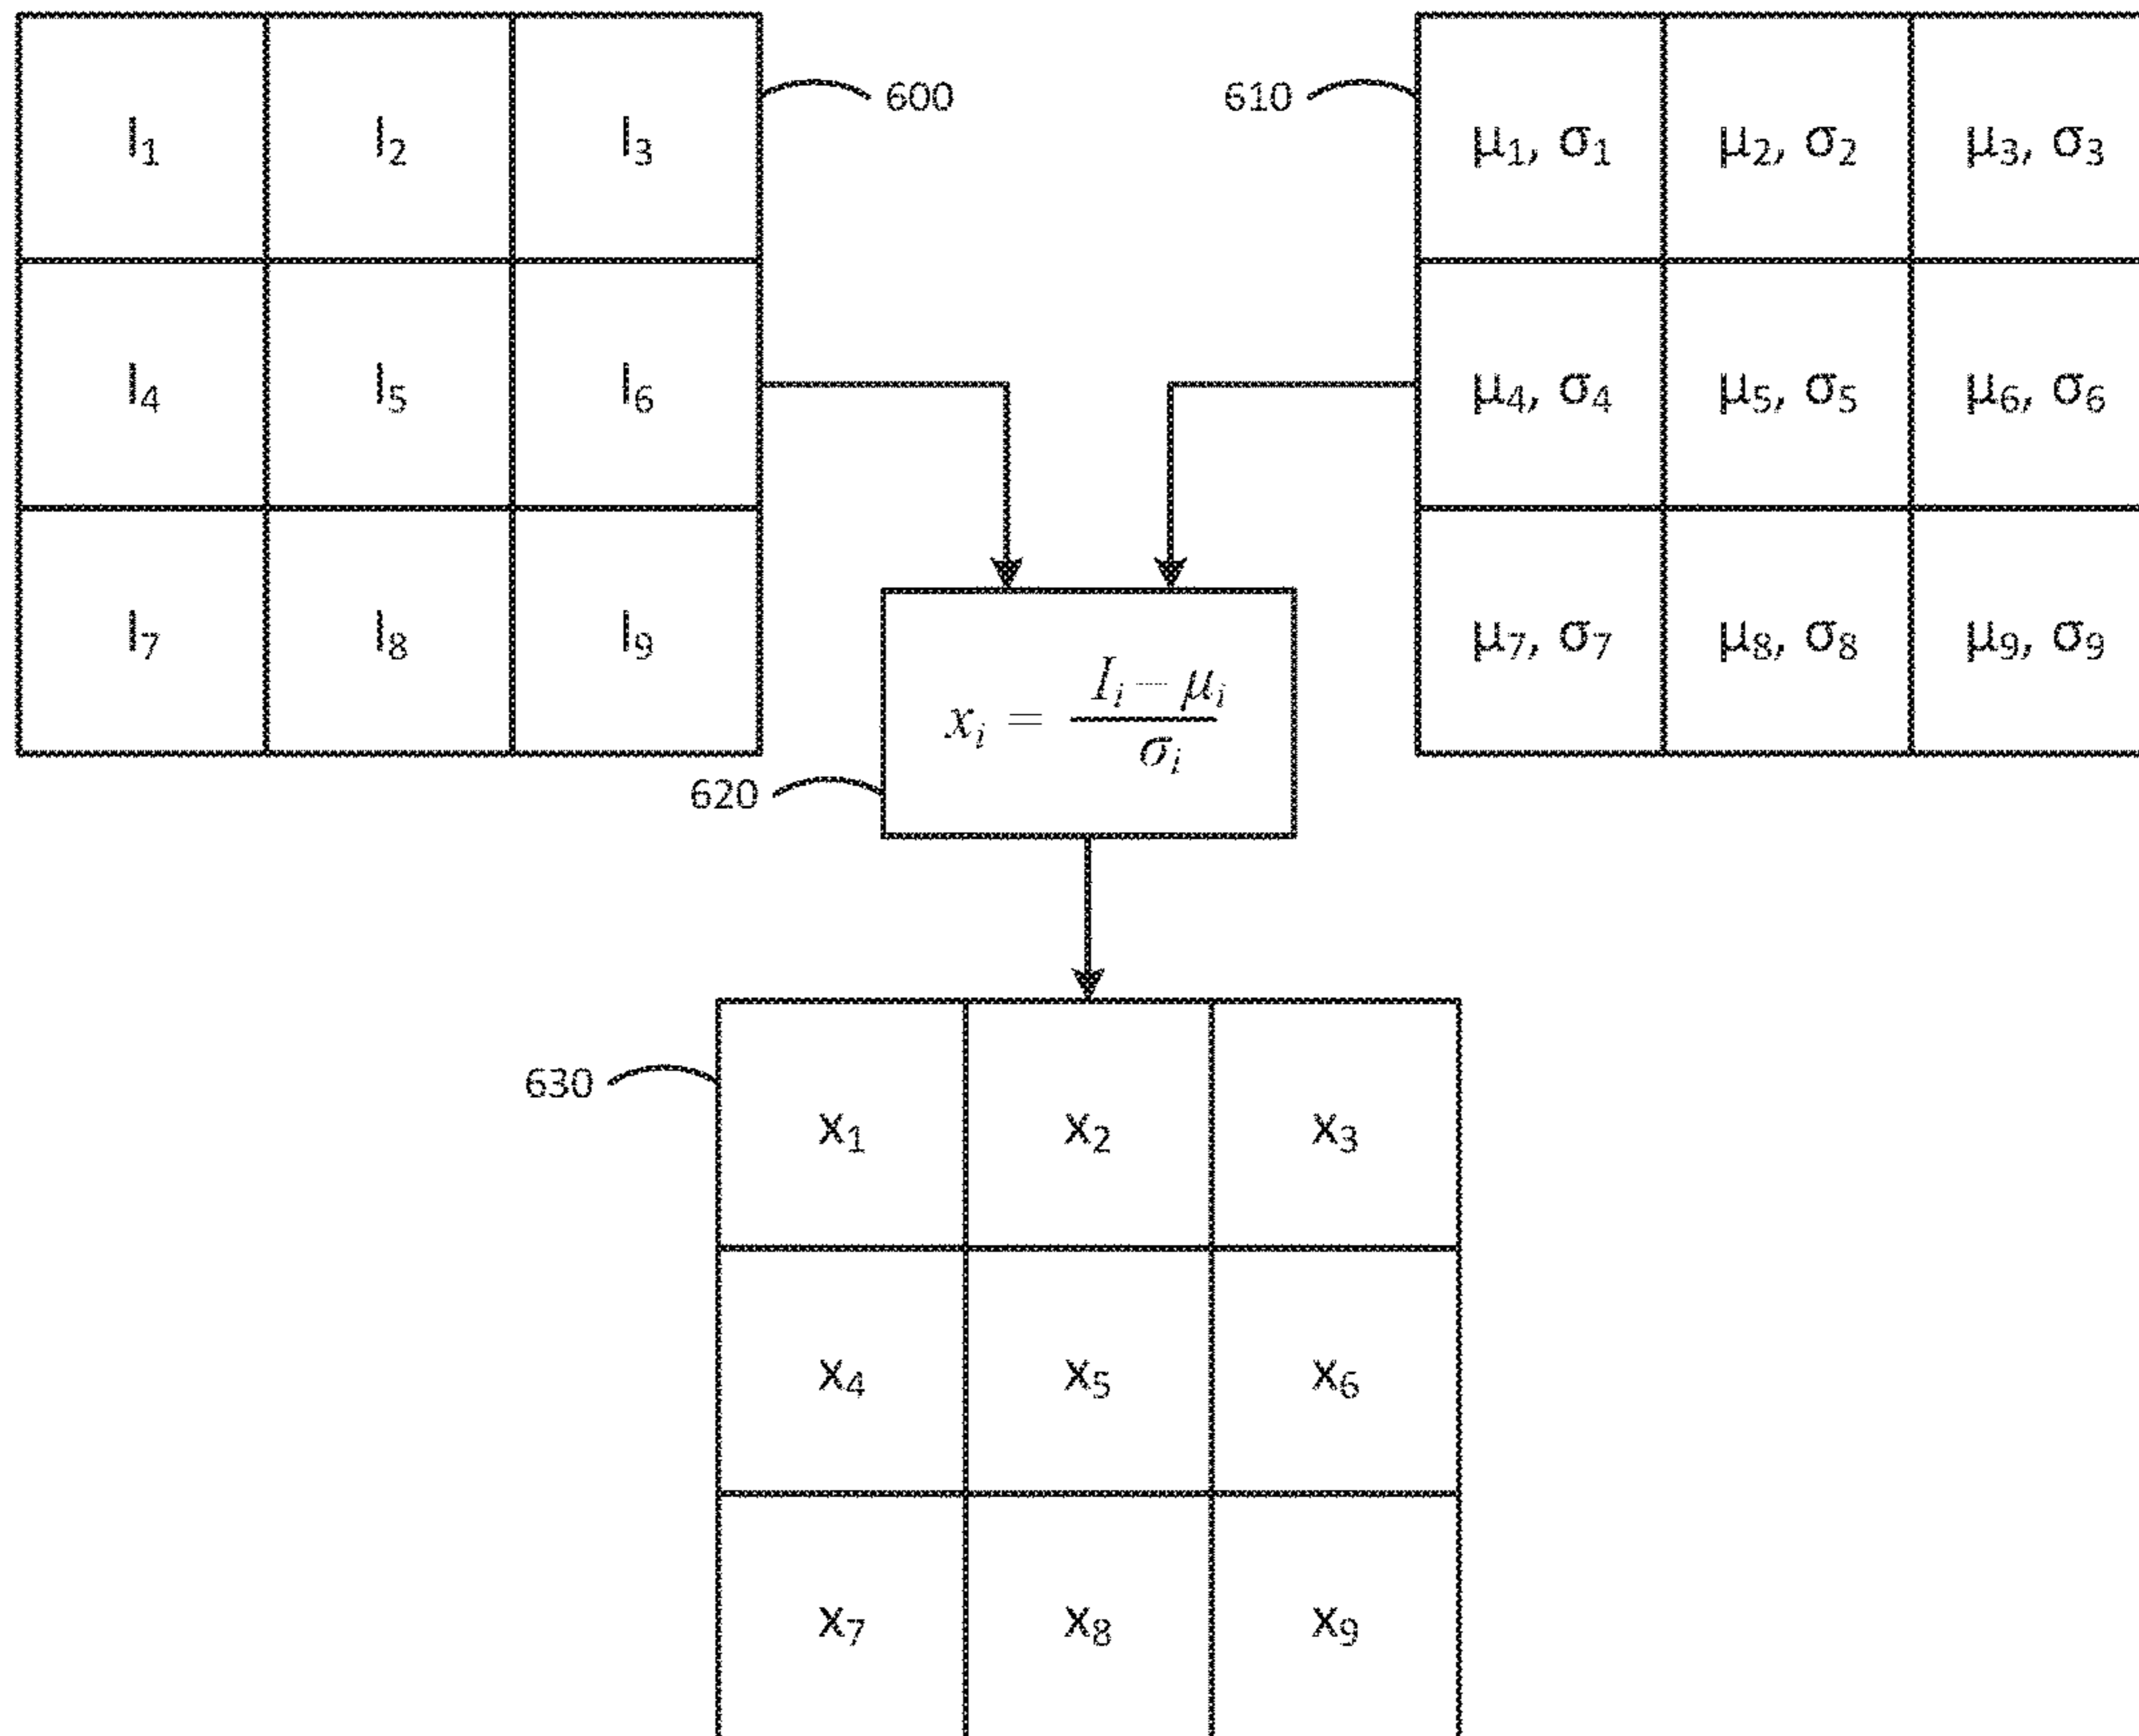 600
610
I₁ I₂ I₃ μ₁, σ₁ μ₂, σ₂ μ₃, σ₃
I₄ I₅ I₆ μ₄, σ₄ μ₅, σ₅ μ₆, σ₆
I₇ I₈ I₉ μ₇, σ₇ μ₈, σ₈ μ₉, σ₉
xᵢ = (Iᵢ − μᵢ) / σᵢ
620
630
x₁ x₂ x₃
x₄ x₅ x₆
x₇ x₈ x₉